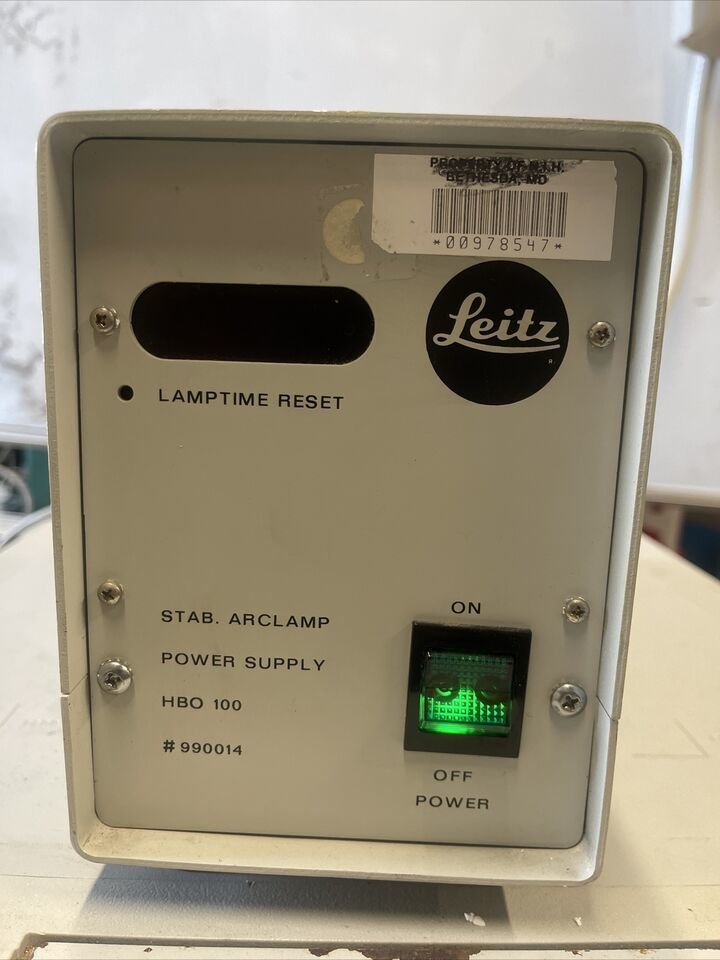 PROPERTY OF N.I.H.
BETHESDA, MD
*00978547*
Leitz
®
LAMPTIME RESET
STAB. ARCLAMP
POWER SUPPLY
HBO 100
#990014
ON
OFF
POWER